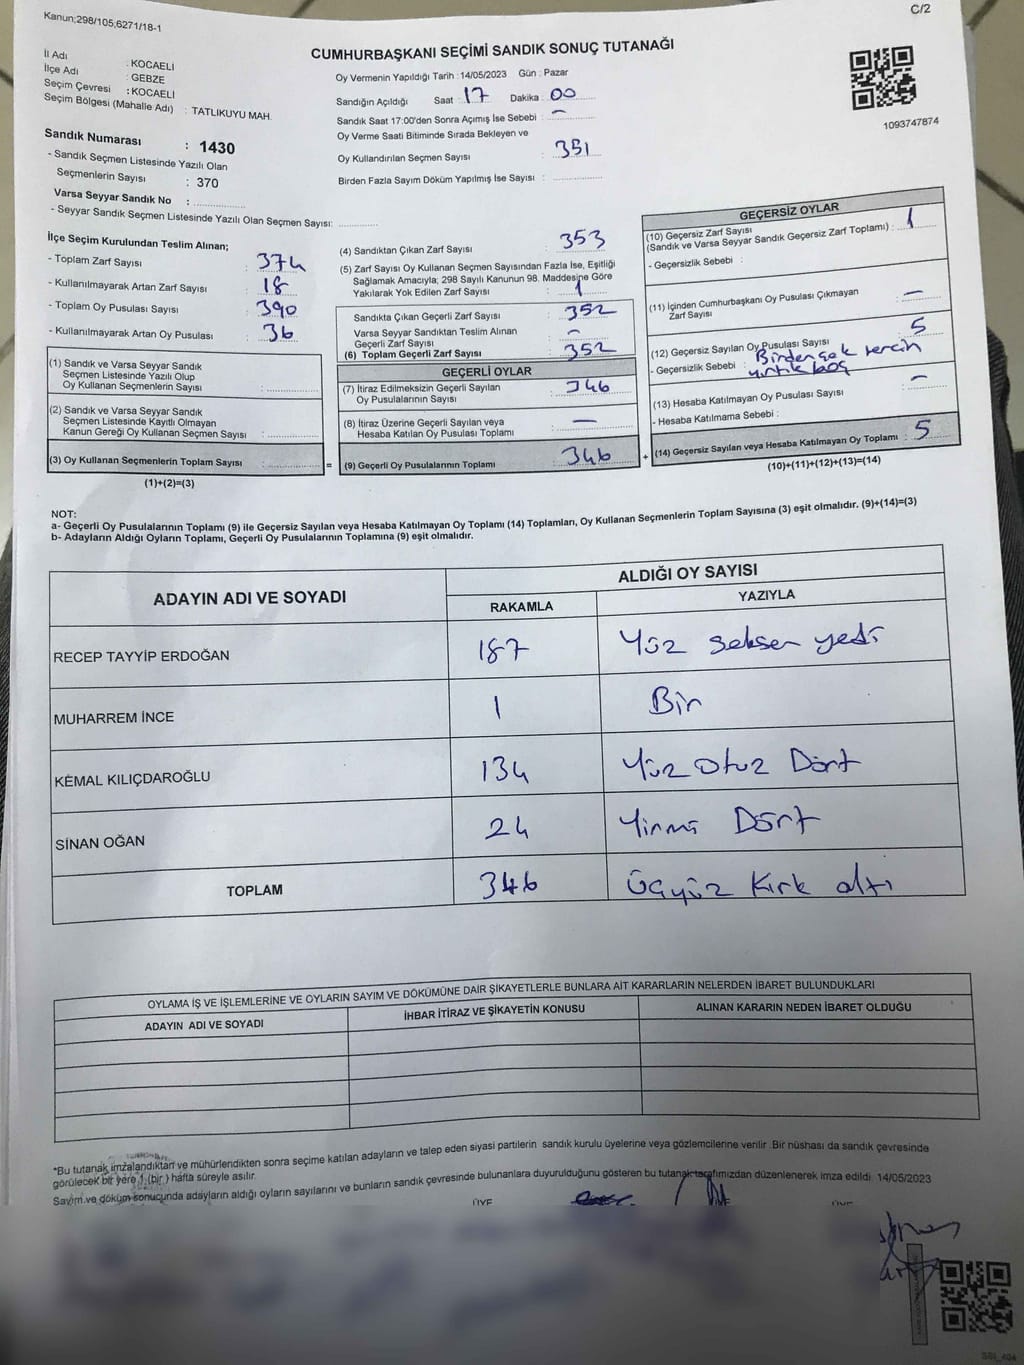 Kanun:298/105;6271/18-1
C/2
CUMHURBAŞKANI SEÇİMİ SANDIK SONUÇ TUTANAĞI
İl Adı : KOCAELİ
İlçe Adı : GEBZE
Seçim Çevresi : KOCAELİ
Seçim Bölgesi (Mahalle Adı) : TATLIKUYU MAH.
Sandık Numarası : 1430
- Sandık Seçmen Listesinde Yazılı Olan
Seçmenlerin Sayısı : 370
Varsa Seyyar Sandık No :
- Seyyar Sandık Seçmen Listesinde Yazılı Olan Seçmen Sayısı:
Oy Vermenin Yapıldığı Tarih : 14/05/2023 Gün : Pazar
Sandığın Açıldığı Saat : 17 Dakika : 00
Sandık Saat 17:00'den Sonra Açımış İse Sebebi : —
Oy Verme Saati Bitiminde Sırada Bekleyen ve
Oy Kullandırılan Seçmen Sayısı : 351
Birden Fazla Sayım Döküm Yapılmış İse Sayısı :
1093747874
İlçe Seçim Kurulundan Teslim Alınan;
- Toplam Zarf Sayısı : 374
- Kullanılmayarak Artan Zarf Sayısı : 18
- Toplam Oy Pusulası Sayısı : 390
- Kullanılmayarak Artan Oy Pusulası : 36
(1) Sandık ve Varsa Seyyar Sandık
Seçmen Listesinde Yazılı Olup
Oy Kullanan Seçmenlerin Sayısı :
(2) Sandık ve Varsa Seyyar Sandık
Seçmen Listesinde Kayıtlı Olmayan
Kanun Gereği Oy Kullanan Seçmen Sayısı :
(3) Oy Kullanan Seçmenlerin Toplam Sayısı :
(1)+(2)=(3)
=
(4) Sandıktan Çıkan Zarf Sayısı : 353
(5) Zarf Sayısı Oy Kullanan Seçmen Sayısından Fazla İse, Eşitliği
Sağlamak Amacıyla; 298 Sayılı Kanunun 98. Maddesine Göre
Yakılarak Yok Edilen Zarf Sayısı : 1
Sandıkta Çıkan Geçerli Zarf Sayısı : 352
Varsa Seyyar Sandıktan Teslim Alınan
Geçerli Zarf Sayısı : —
(6) Toplam Geçerli Zarf Sayısı : 352
GEÇERLİ OYLAR
(7) İtiraz Edilmeksizin Geçerli Sayılan
Oy Pusulalarının Sayısı : 346
(8) İtiraz Üzerine Geçerli Sayılan veya
Hesaba Katılan Oy Pusulası Toplamı : —
(9) Geçerli Oy Pusulalarının Toplamı : 346
+
GEÇERSİZ OYLAR
(10) Geçersiz Zarf Sayısı
(Sandık ve Varsa Seyyar Sandık Geçersiz Zarf Toplamı) : 1
- Geçersizlik Sebebi :
(11) İçinden Cumhurbaşkanı Oy Pusulası Çıkmayan
Zarf Sayısı : —
(12) Geçersiz Sayılan Oy Pusulası Sayısı : 5
- Geçersizlik Sebebi : Birden çok tercih
yırtık boş
(13) Hesaba Katılmayan Oy Pusulası Sayısı : —
- Hesaba Katılmama Sebebi :
(14) Geçersiz Sayılan veya Hesaba Katılmayan Oy Toplamı : 5
(10)+(11)+(12)+(13)=(14)
NOT:
a- Geçerli Oy Pusulalarının Toplamı (9) ile Geçersiz Sayılan veya Hesaba Katılmayan Oy Toplamı (14) Toplamları, Oy Kullanan Seçmenlerin Toplam Sayısına (3) eşit olmalıdır. (9)+(14)=(3)
b- Adayların Aldığı Oyların Toplamı, Geçerli Oy Pusulalarının Toplamına (9) eşit olmalıdır.
ADAYIN ADI VE SOYADI
ALDIĞI OY SAYISI
RAKAMLA YAZIYLA
RECEP TAYYİP ERDOĞAN 187 Yüz seksen yedi
MUHARREM İNCE 1 Bir
KEMAL KILIÇDAROĞLU 134 Yüz Otuz Dört
SİNAN OĞAN 24 Yirmi Dört
TOPLAM 346 Üçyüz Kırk altı
OYLAMA İŞ VE İŞLEMLERİNE VE OYLARIN SAYIM VE DÖKÜMÜNE DAİR ŞİKAYETLERLE BUNLARA AİT KARARLARIN NELERDEN İBARET BULUNDUKLARI
ADAYIN ADI VE SOYADI İHBAR İTİRAZ VE ŞİKAYETİN KONUSU ALINAN KARARIN NEDEN İBARET OLDUĞU
*Bu tutanak imzalandıktan ve mühürlendikten sonra seçime katılan adayların ve talep eden siyasi partilerin sandık kurulu üyelerine veya gözlemcilerine verilir. Bir nüshası da sandık çevresinde
görülecek bir yere 1 (bir ) hafta süreyle asılır.
Sayım ve döküm sonucunda adayların aldığı oyların sayılarını ve bunların sandık çevresinde bulunanlara duyurulduğunu gösteren bu tutanak tarafımızdan düzenlenerek imza edildi. 14/05/2023
ÜYE ÜYE